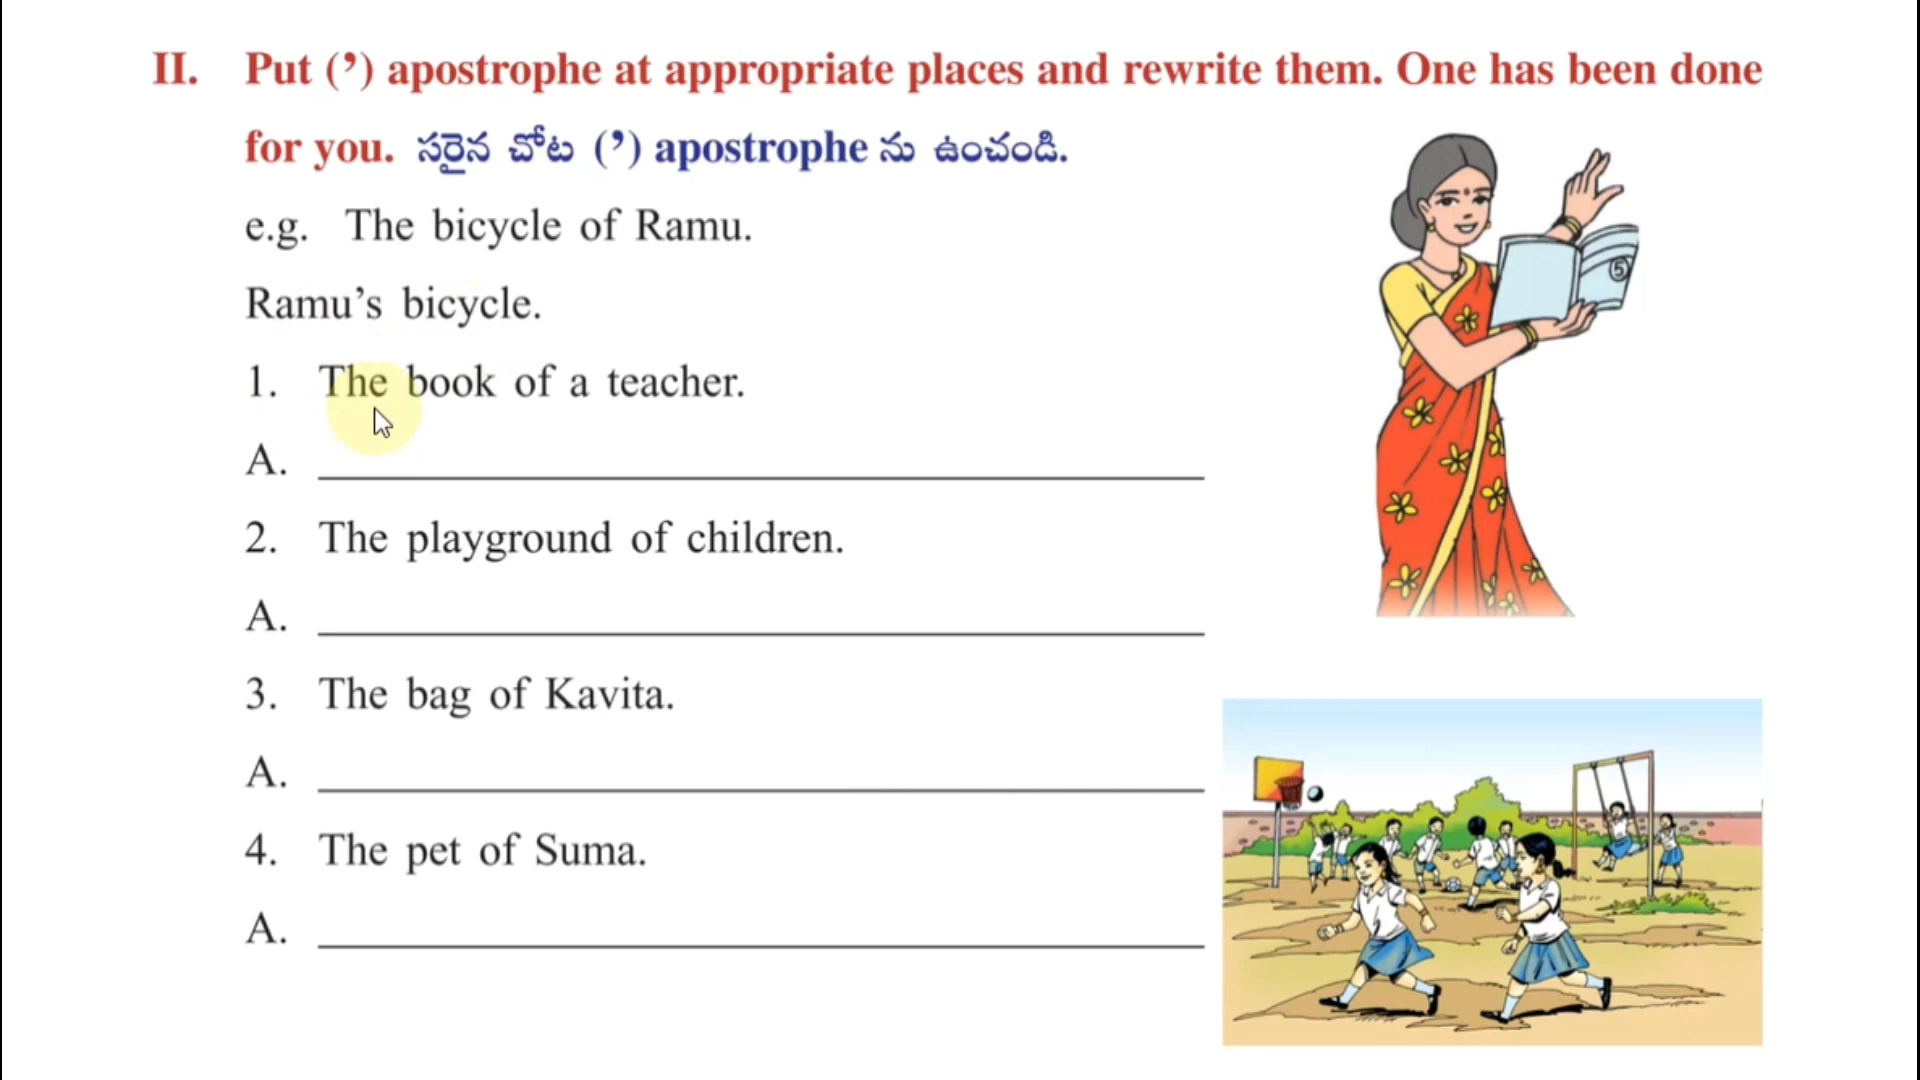 II. Put (’) apostrophe at appropriate places and rewrite them. One has been done
for you. సరైన చోట (’) apostrophe ను ఉంచండి.
e.g. The bicycle of Ramu.
Ramu’s bicycle.
1. The book of a teacher.
A.
2. The playground of children.
A.
3. The bag of Kavita.
A.
4. The pet of Suma.
A.
5